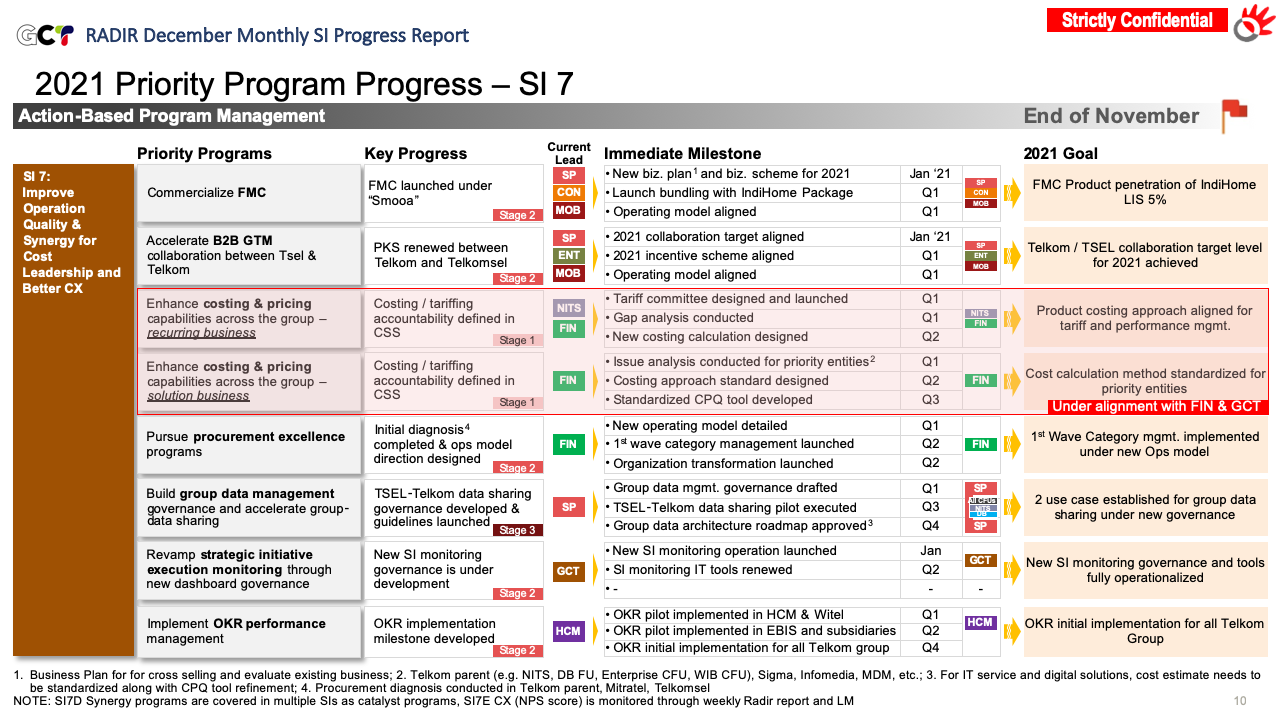 GCT RADIR December Monthly SI Progress Report
Strictly Confidential
2021 Priority Program Progress – SI 7
Action-Based Program Management
End of November
Priority Programs
Key Progress
Current
Lead
Immediate Milestone
2021 Goal
SI 7:
Improve
Operation
Quality &
Synergy for
Cost
Leadership and
Better CX
Commercialize FMC
FMC launched under
“Smooa”
Stage 2
SP
CON
MOB
• New biz. plan1 and biz. scheme for 2021
Jan ‘21
• Launch bundling with IndiHome Package
Q1
• Operating model aligned
Q1
SP
CON
MOB
FMC Product penetration of IndiHome
LIS 5%
Accelerate B2B GTM
collaboration between Tsel &
Telkom
PKS renewed between
Telkom and Telkomsel
Stage 2
SP
ENT
MOB
• 2021 collaboration target aligned
Jan ‘21
• 2021 incentive scheme aligned
Q1
• Operating model aligned
Q1
SP
ENT
MOB
Telkom / TSEL collaboration target level
for 2021 achieved
Enhance costing & pricing
capabilities across the group –
recurring business
Costing / tariffing
accountability defined in
CSS
Stage 1
NITS
FIN
• Tariff committee designed and launched
Q1
• Gap analysis conducted
Q1
• New costing calculation designed
Q2
NITS
FIN
Product costing approach aligned for
tariff and performance mgmt.
Enhance costing & pricing
capabilities across the group –
solution business
Costing / tariffing
accountability defined in
CSS
Stage 1
FIN
• Issue analysis conducted for priority entities2
Q1
• Costing approach standard designed
Q2
• Standardized CPQ tool developed
Q3
FIN
Cost calculation method standardized for
priority entities
Under alignment with FIN & GCT
Pursue procurement excellence
programs
Initial diagnosis4
completed & ops model
direction designed
Stage 2
FIN
• New operating model detailed
Q1
• 1st wave category management launched
Q2
• Organization transformation launched
Q2
FIN
1st Wave Category mgmt. implemented
under new Ops model
Build group data management
governance and accelerate group-
data sharing
TSEL-Telkom data sharing
governance developed &
guidelines launched
Stage 3
SP
• Group data mgmt. governance drafted
Q1
• TSEL-Telkom data sharing pilot executed
Q3
• Group data architecture roadmap approved3
Q4
SP
All CFUs
NITS
DB
SP
2 use case established for group data
sharing under new governance
Revamp strategic initiative
execution monitoring through
new dashboard governance
New SI monitoring
governance is under
development
Stage 2
GCT
• New SI monitoring operation launched
Jan
• SI monitoring IT tools renewed
Q2
• -
-
-
GCT
New SI monitoring governance and tools
fully operationalized
Implement OKR performance
management
OKR implementation
milestone developed
Stage 2
HCM
• OKR pilot implemented in HCM & Witel
Q1
• OKR pilot implemented in EBIS and subsidiaries
Q2
• OKR initial implementation for all Telkom group
Q4
HCM
OKR initial implementation for all Telkom
Group
1. Business Plan for for cross selling and evaluate existing business; 2. Telkom parent (e.g. NITS, DB FU, Enterprise CFU, WIB CFU), Sigma, Infomedia, MDM, etc.; 3. For IT service and digital solutions, cost estimate needs to
be standardized along with CPQ tool refinement; 4. Procurement diagnosis conducted in Telkom parent, Mitratel, Telkomsel
NOTE: SI7D Synergy programs are covered in multiple SIs as catalyst programs, SI7E CX (NPS score) is monitored through weekly Radir report and LM
10